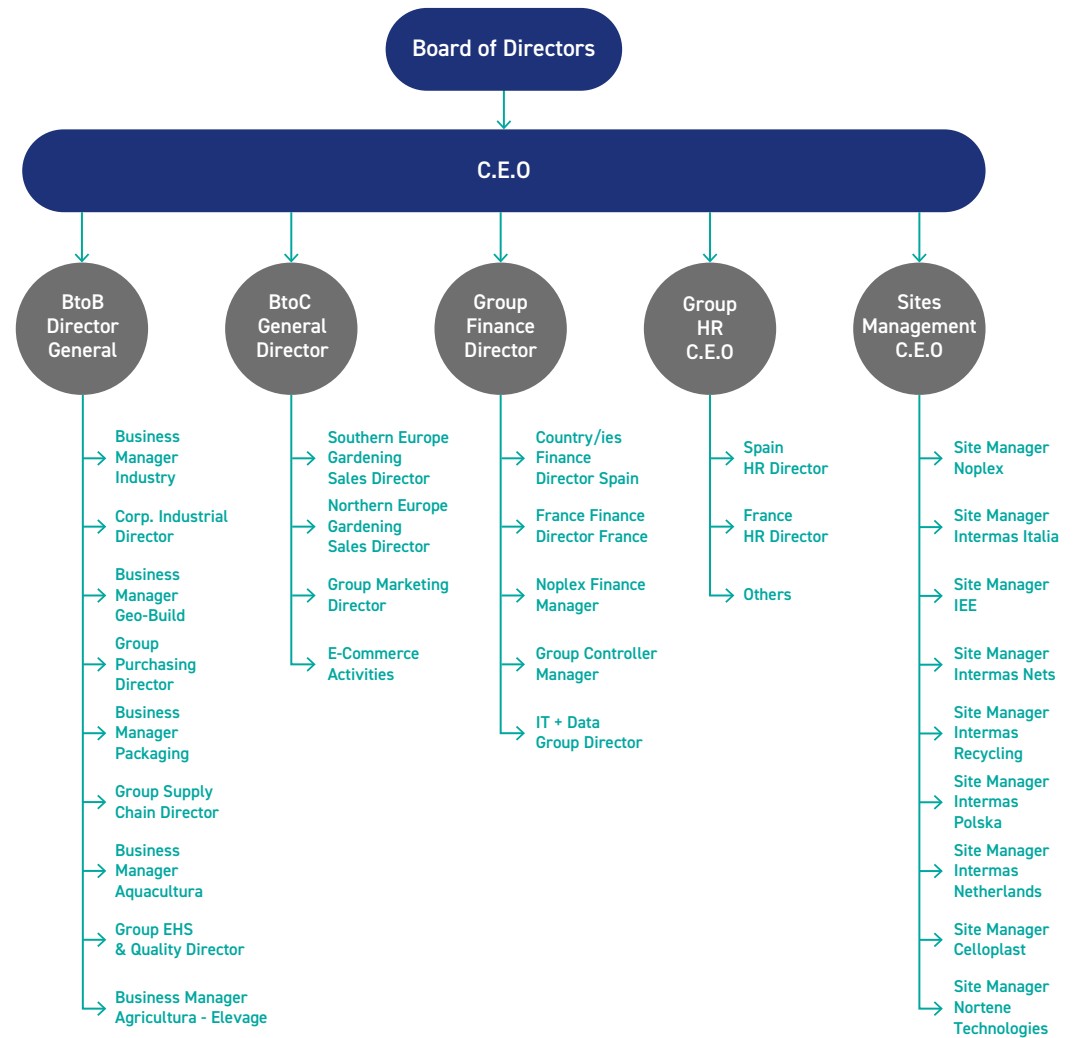 Board of Directors
C.E.O
BtoB
Director
General
BtoC
General
Director
Group
Finance
Director
Group
HR
C.E.O
Sites
Management
C.E.O
Business
Manager
Industry
Corp. Industrial
Director
Business
Manager
Geo-Build
Group
Purchasing
Director
Business
Manager
Packaging
Group Supply
Chain Director
Business
Manager
Aquacultura
Group EHS
& Quality Director
Business Manager
Agricultura - Elevage
Southern Europe
Gardening
Sales Director
Northern Europe
Gardening
Sales Director
Group Marketing
Director
E-Commerce
Activities
Country/ies
Finance
Director Spain
France Finance
Director France
Noplex Finance
Manager
Group Controller
Manager
IT + Data
Group Director
Spain
HR Director
France
HR Director
Others
Site Manager
Noplex
Site Manager
Intermas Italia
Site Manager
IEE
Site Manager
Intermas Nets
Site Manager
Intermas
Recycling
Site Manager
Intermas
Polska
Site Manager
Intermas
Netherlands
Site Manager
Celloplast
Site Manager
Nortene
Technologies